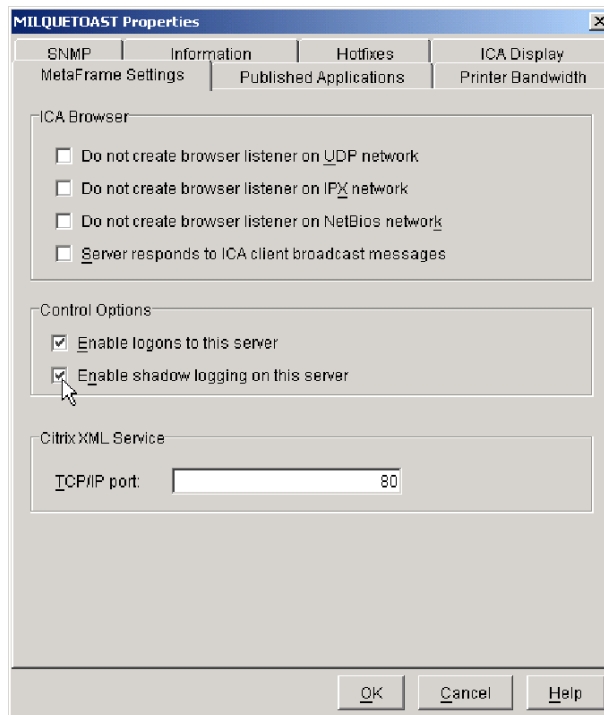 MILQUETOAST Properties
SNMP Information Hotfixes ICA Display
MetaFrame Settings Published Applications Printer Bandwidth
ICA Browser
Do not create browser listener on UDP network
Do not create browser listener on IPX network
Do not create browser listener on NetBios network
Server responds to ICA client broadcast messages
Control Options
Enable logons to this server
Enable shadow logging on this server
Citrix XML Service
TCP/IP port: 80
OK Cancel Help